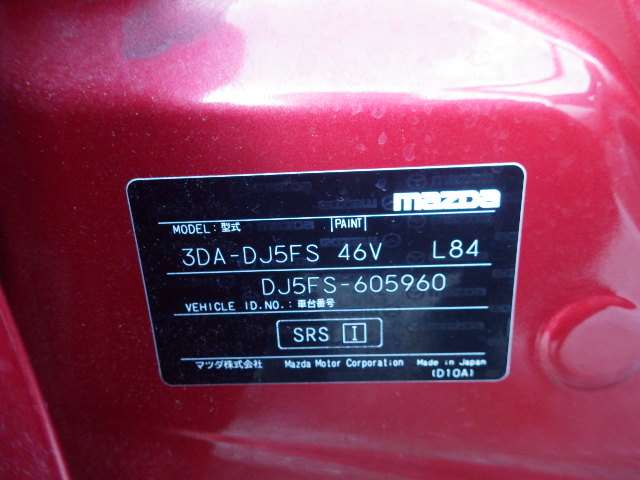 mazda
MODEL: 型式 PAINT
3DA-DJ5FS 46V L84
DJ5FS-605960
VEHICLE ID.NO.: 車台番号
SRS I
マツダ株式会社 Mazda Motor Corporation Made in Japan
(D10A)